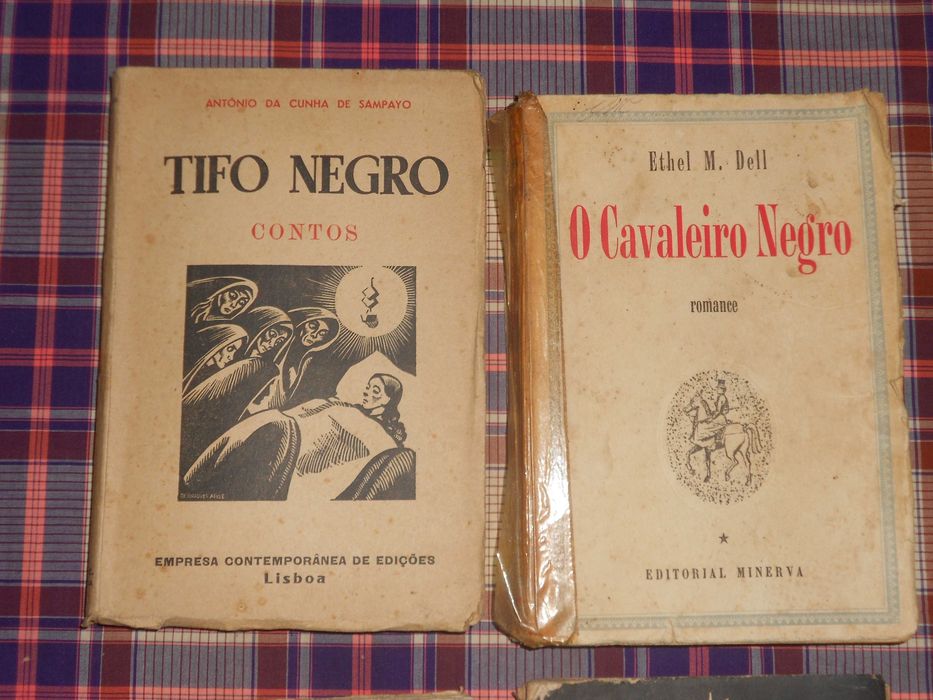 ANTÓNIO DA CUNHA DE SAMPAYO
TIFO NEGRO
CONTOS
EMPRESA CONTEMPORÂNEA DE EDIÇÕES
Lisboa
Ethel M. Dell
O Cavaleiro Negro
romance
EDITORIAL MINERVA